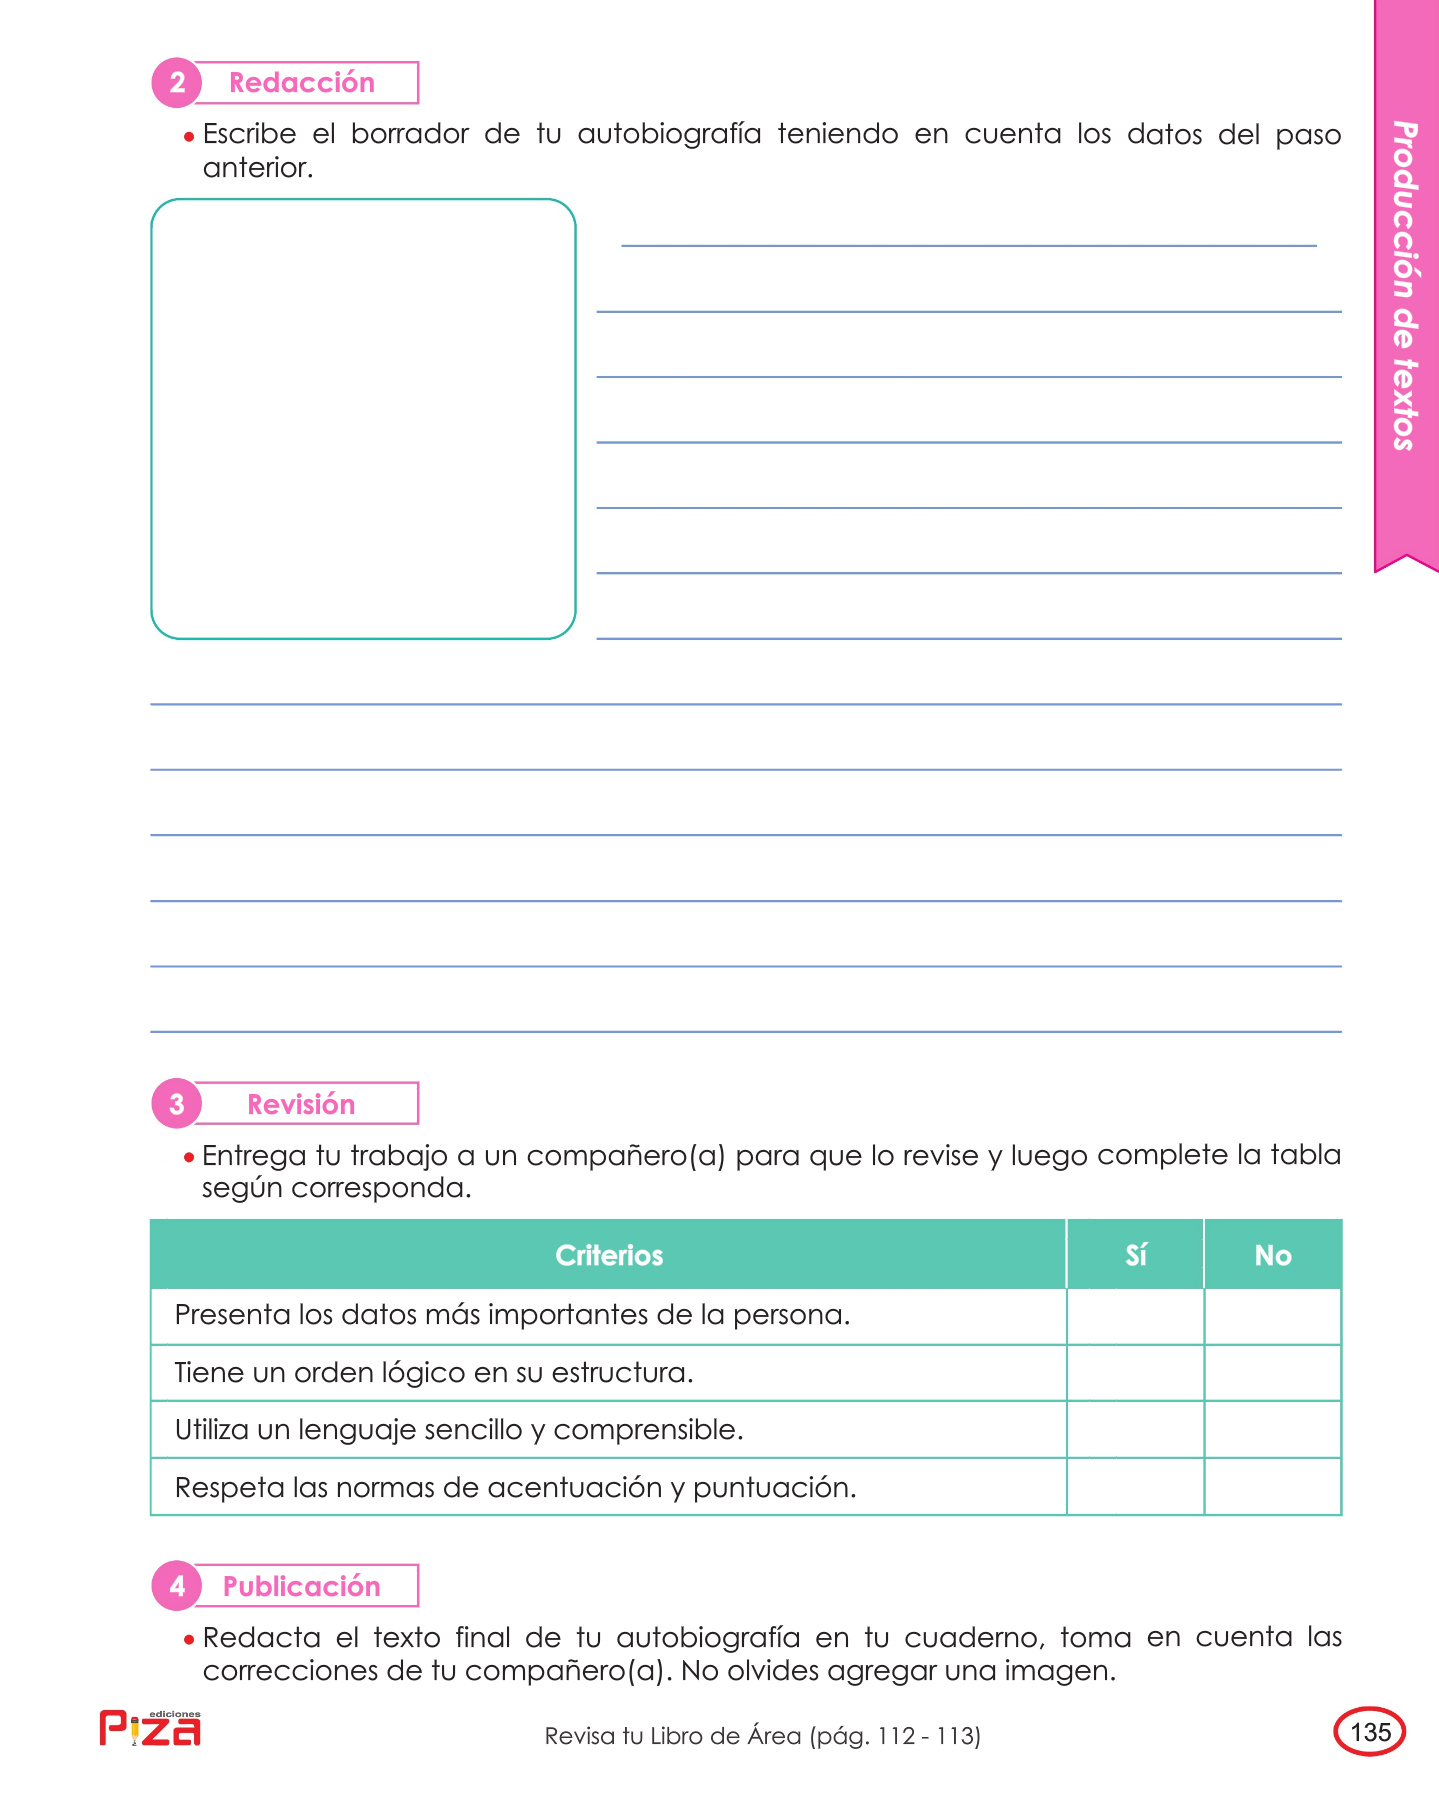 2 Redacción
• Escribe el borrador de tu autobiografía teniendo en cuenta los datos del paso
anterior.
Producción de textos
3 Revisión
• Entrega tu trabajo a un compañero(a) para que lo revise y luego complete la tabla
según corresponda.
Criterios Sí No
Presenta los datos más importantes de la persona.
Tiene un orden lógico en su estructura.
Utiliza un lenguaje sencillo y comprensible.
Respeta las normas de acentuación y puntuación.
4 Publicación
• Redacta el texto final de tu autobiografía en tu cuaderno, toma en cuenta las
correcciones de tu compañero(a). No olvides agregar una imagen.
ediciones
Piza
Revisa tu Libro de Área (pág. 112 - 113)
135